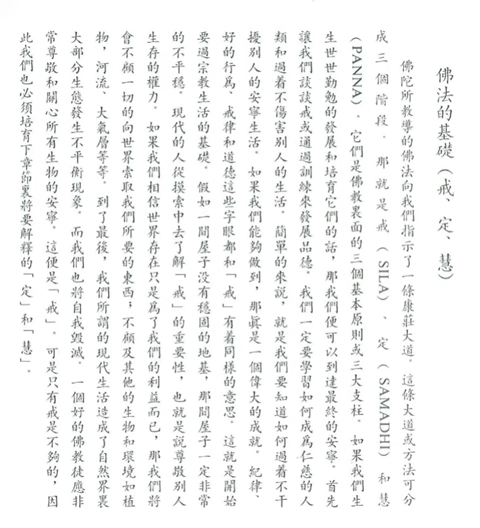 佛法的基礎（戒、定、慧）
佛陀所教導的佛法向我們指示了一條康莊大道。這條大道或方法可分
成三個階段。那就是戒（SILA）、定（SAMADHI）和慧
（PANNA）。它們是佛教裏面的三個基本原則或三大支柱。如果我們生
生世世勤勉的發展和培育它們的話，那我們便可以到達最終的安寧。首先
讓我們談談戒或通過訓練來發展品德。我們一定要學習如何成爲仁慈的人
類和過着不傷害別人的生活。簡單的來說，就是我們要知道如何過着不干
擾別人的安寧生活。如果我們能夠做到，那眞是一個偉大的成就。紀律、
好的行為、戒律和道德這些字眼都和「戒」有着同樣的意思。這就是開始
要過宗教生活的基礎。假如一間屋子没有穩固的地基，那間屋子一定非常
的不平穩。現代的人從摸索中去了解「戒」的重要性，也就是說尊敬別人
生存的權力。如果我們相信世界存在只是爲了我們的利益而已，那我們將
會不顧一切的向世界索取我們所要的東西；不顧及其他的生物和環境如植
物，河流、大氣層等等。到了最後，我們所謂的現代生活造成了自然界裏
大部分生態發生不平衡現象。而我們也將自我毀滅。一個好的佛教徒應非
常尊敬和關心所有生物的安寧。這便是「戒」。可是只有戒是不夠的，因
此我們也必須培育下章節裏將要解釋的「定」和「慧」。